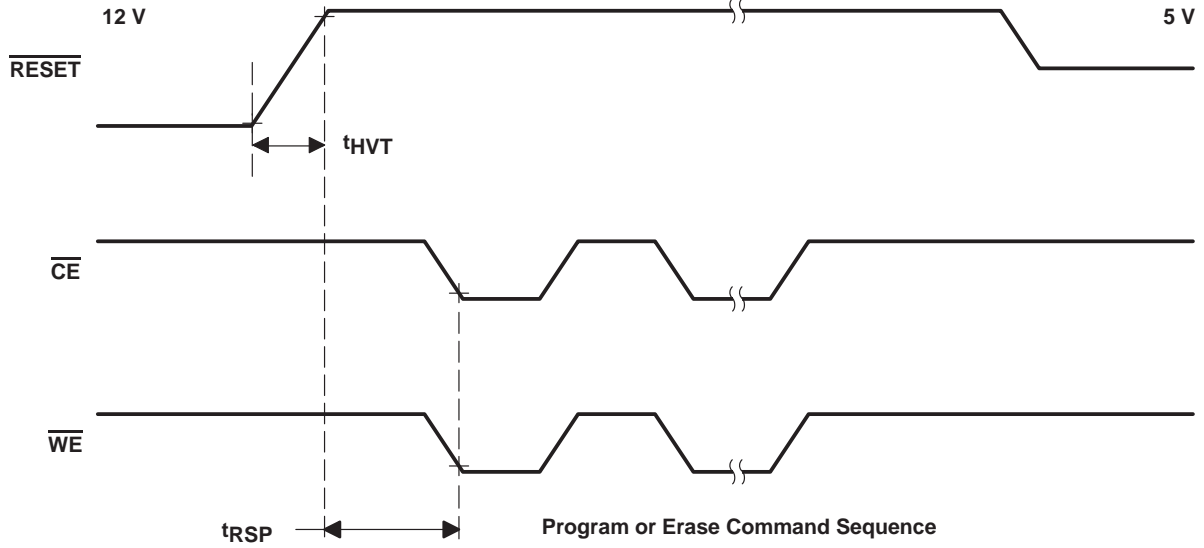 12 V
5 V
RESET
tHVT
CE
WE
tRSP
Program or Erase Command Sequence